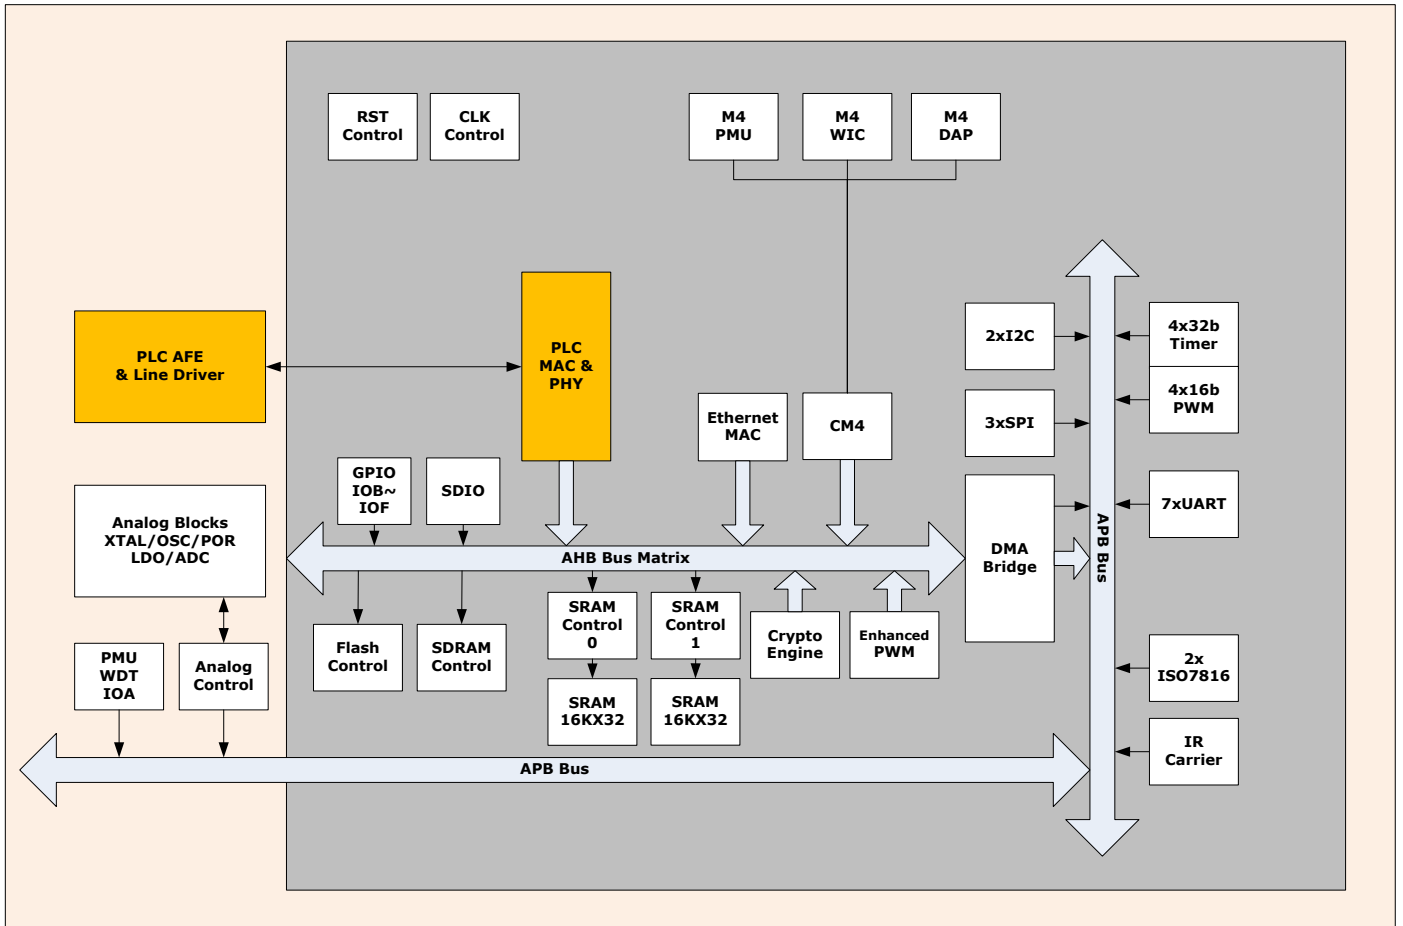 RST
Control
CLK
Control
M4
PMU
M4
WIC
M4
DAP
PLC AFE
& Line Driver
PLC
MAC &
PHY
Ethernet
MAC
CM4
2xI2C
4x32b
Timer
3xSPI
4x16b
PWM
GPIO
IOB~
IOF
SDIO
Analog Blocks
XTAL/OSC/POR
LDO/ADC
AHB Bus Matrix
DMA
Bridge
APB Bus
7xUART
Flash
Control
SDRAM
Control
SRAM
Control
0
SRAM
Control
1
Crypto
Engine
Enhanced
PWM
PMU
WDT
IOA
Analog
Control
SRAM
16KX32
SRAM
16KX32
2x
ISO7816
IR
Carrier
APB Bus